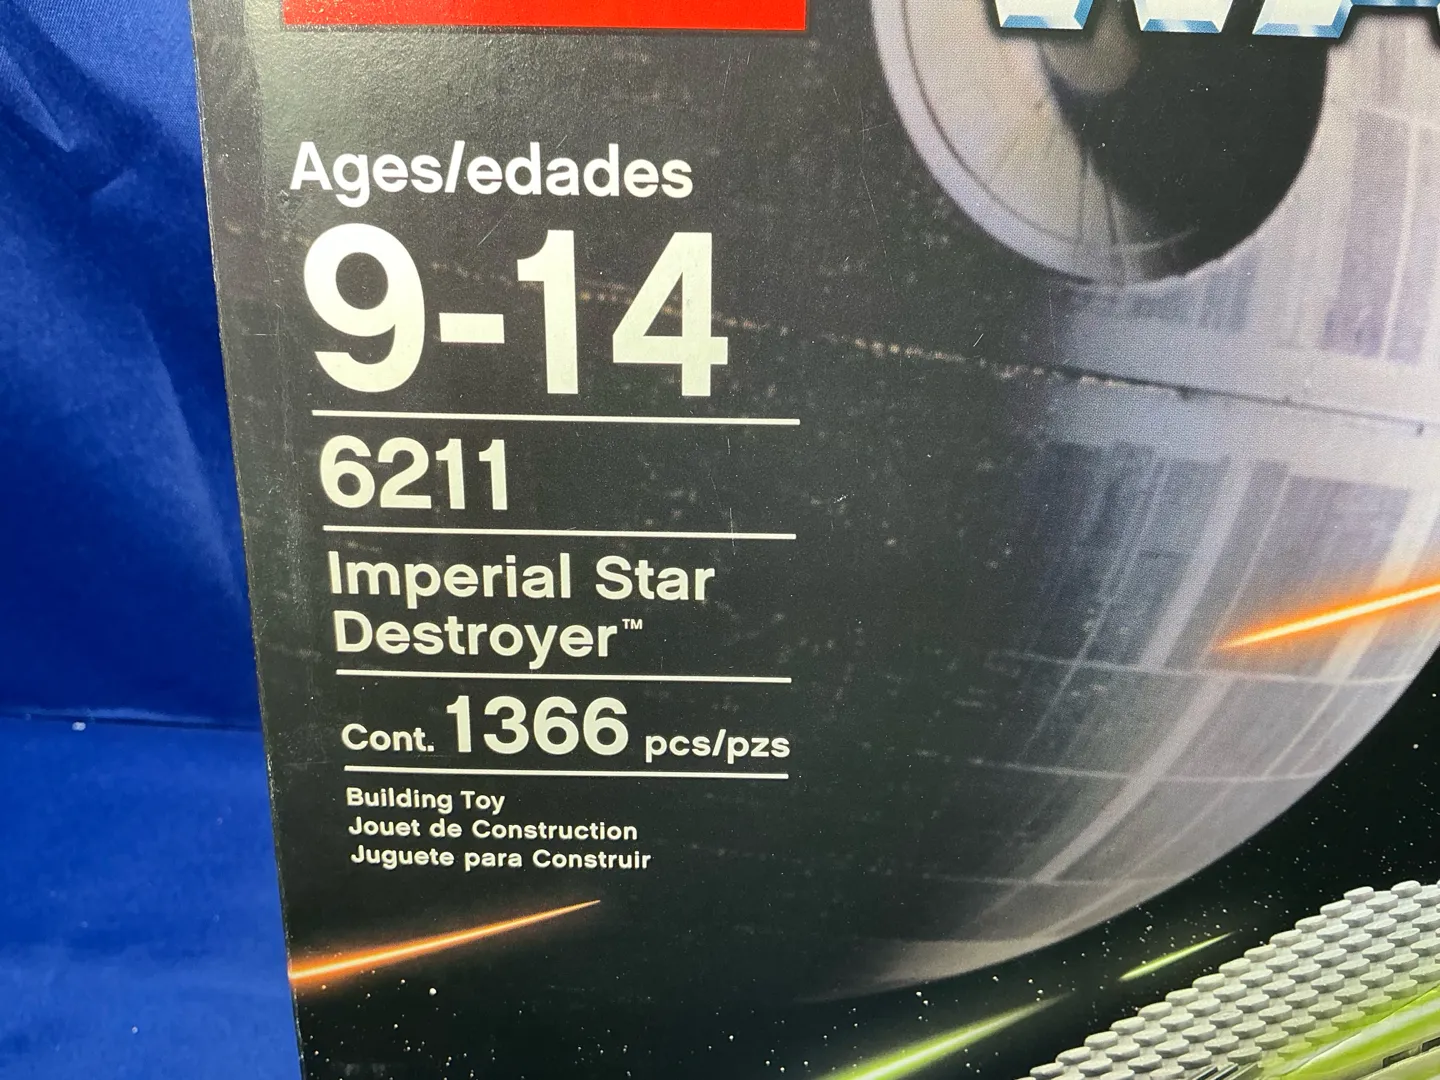 Ages/edades
9-14
6211
Imperial Star
Destroyer™
Cont. 1366 pcs/pzs
Building Toy
Jouet de Construction
Juguete para Construir